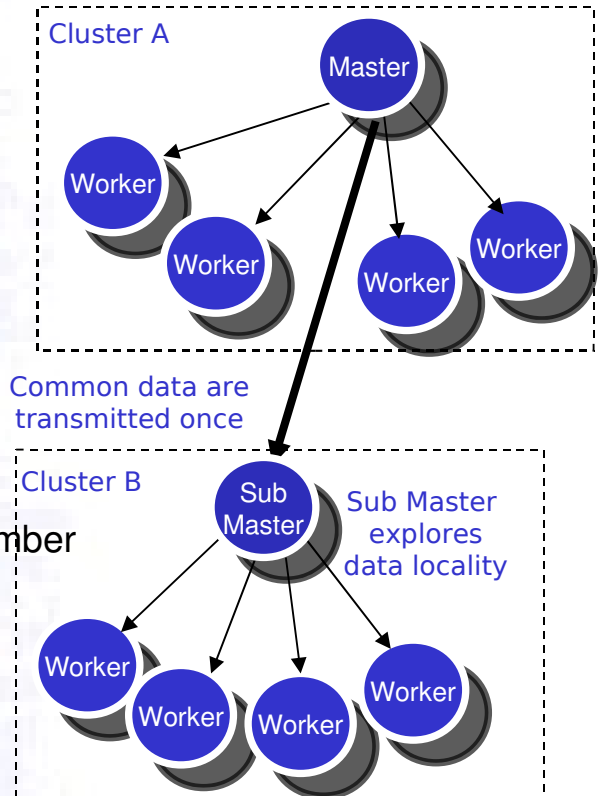 Cluster A
Master
Worker
Worker
Worker
Worker
Common data are
transmitted once
Cluster B
Sub
Master
Sub Master
explores
data locality
Worker
Worker
Worker
Worker